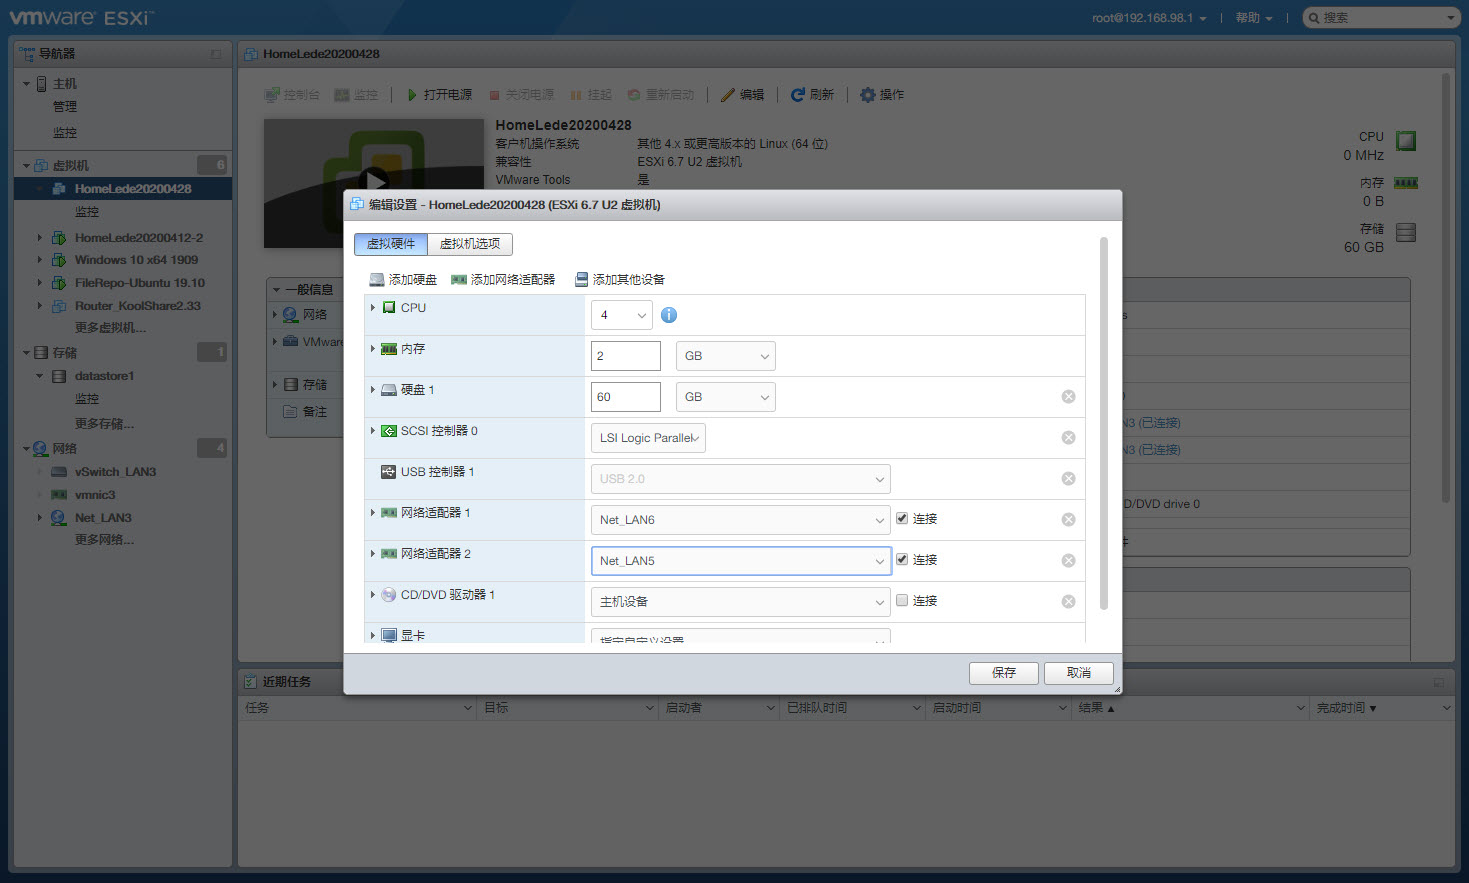 vmware ESXi
root@192.168.98.1
帮助
搜索
导航器
主机
管理
监控
虚拟机
6
HomeLede20200428
监控
HomeLede20200412-2
Windows 10 x64 1909
FileRepo-Ubuntu 19.10
Router_KoolShare2.33
更多虚拟机...
存储
1
datastore1
监控
更多存储...
网络
4
vSwitch_LAN3
vmnic3
Net_LAN3
更多网络...
HomeLede20200428
控制台
监控
打开电源
关闭电源
挂起
重新启动
编辑
刷新
操作
HomeLede20200428
客户机操作系统 其他 4.x 或更高版本的 Linux (64 位)
兼容性 ESXi 6.7 U2 虚拟机
VMware Tools 是
CPU
0 MHz
内存
0 B
存储
60 GB
一般信息
网络
VMware
存储
备注
N3 (已连接)
N3 (已连接)
D/DVD drive 0
编辑设置 - HomeLede20200428 (ESXi 6.7 U2 虚拟机)
虚拟硬件
虚拟机选项
添加硬盘
添加网络适配器
添加其他设备
CPU 4
内存 2 GB
硬盘 1 60 GB
SCSI 控制器 0 LSI Logic Parallel
USB 控制器 1 USB 2.0
网络适配器 1 Net_LAN6 连接
网络适配器 2 Net_LAN5 连接
CD/DVD 驱动器 1 主机设备 连接
显卡 指定自定义设置
保存
取消
近期任务
任务 目标 启动者 已排队时间 启动时间 结果 ▲ 完成时间 ▼